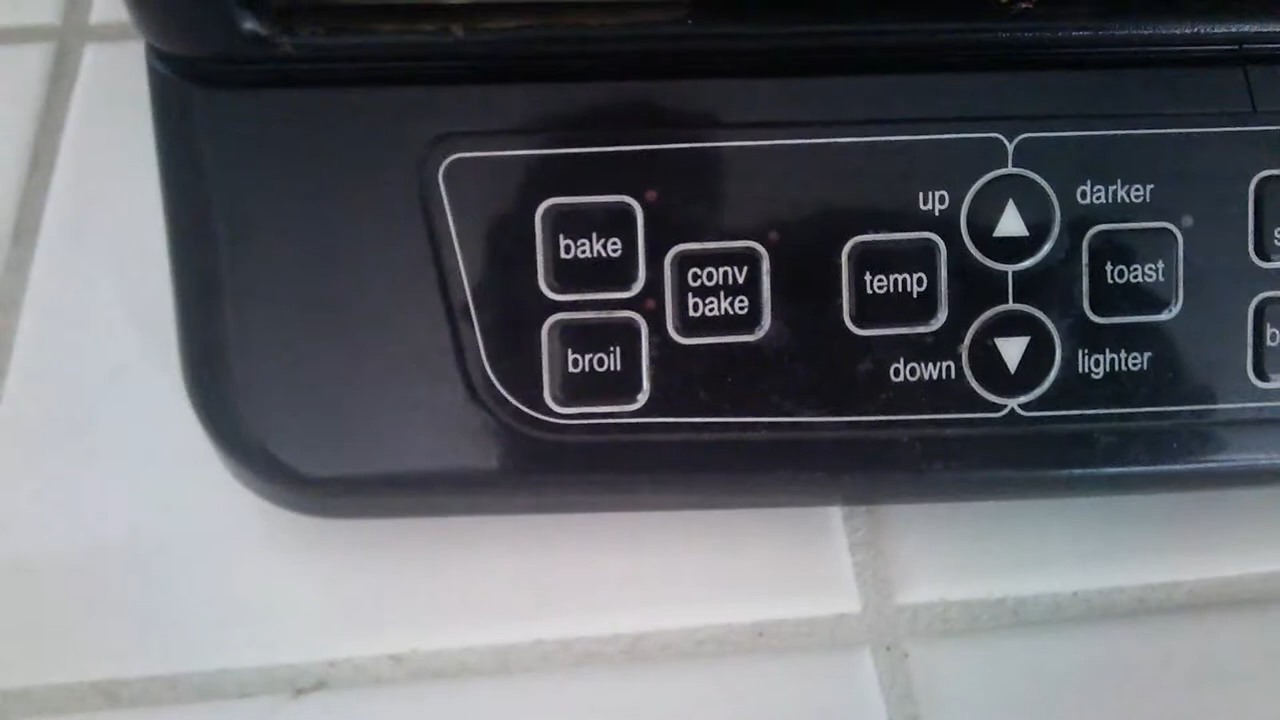 bake
conv
bake
broil
temp
up
down
darker
toast
lighter